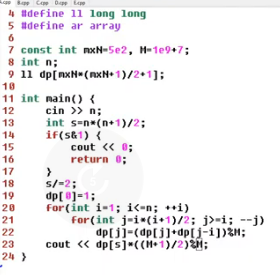 A.cpp B.cpp C.cpp D.cpp E.cpp
4 #define ll long long
5 #define ar array
6
7 const int mxN=5e2, M=1e9+7;
8 int n;
9 ll dp[mxN*(mxN+1)/2+1];
10
11 int main() {
12 cin >> n;
13 int s=n*(n+1)/2;
14 if(s&1) {
15 cout << 0;
16 return 0;
17 }
18 s/=2;
19 dp[0]=1;
20 for(int i=1; i<=n; ++i)
21 for(int j=i*(i+1)/2; j>=i; --j)
22 dp[j]=(dp[j]+dp[j-i])%M;
23 cout << dp[s]*((M+1)/2)%M;
24 }